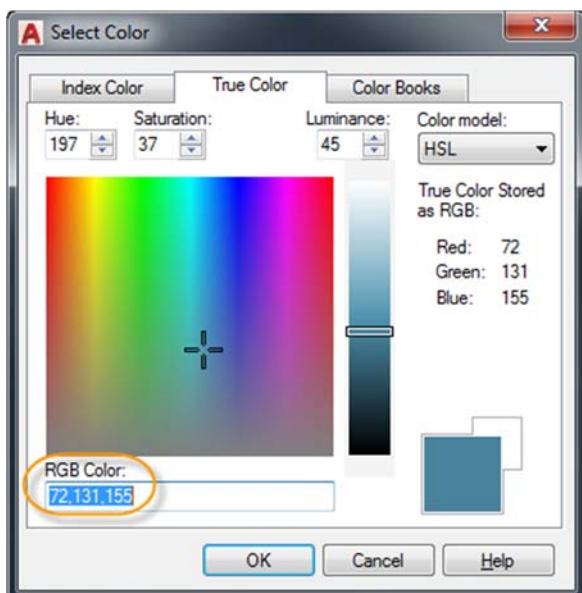 A Select Color
Index Color True Color Color Books
Hue: Saturation: Luminance: Color model:
197 37 45 HSL
True Color Stored
as RGB:
Red: 72
Green: 131
Blue: 155
RGB Color:
72,131,155
OK Cancel Help